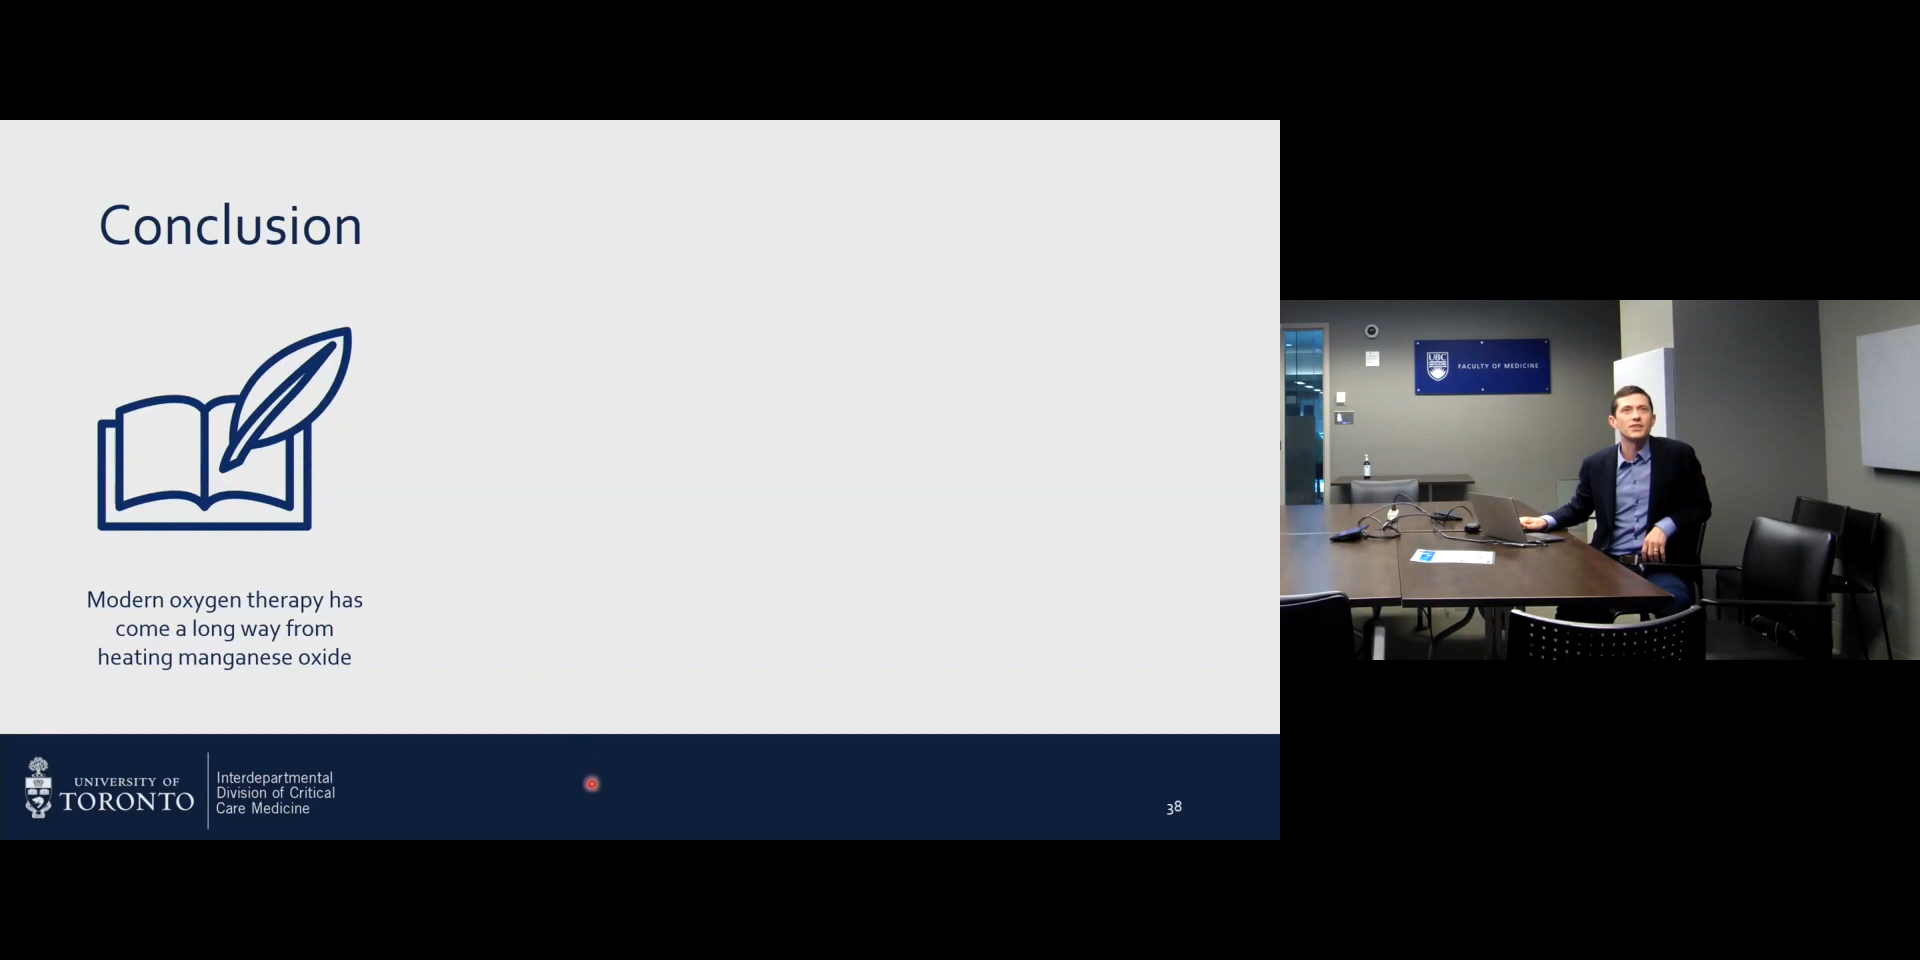 Conclusion
Modern oxygen therapy has
come a long way from
heating manganese oxide
UNIVERSITY OF
TORONTO
Interdepartmental
Division of Critical
Care Medicine
38
UBC
FACULTY OF MEDICINE